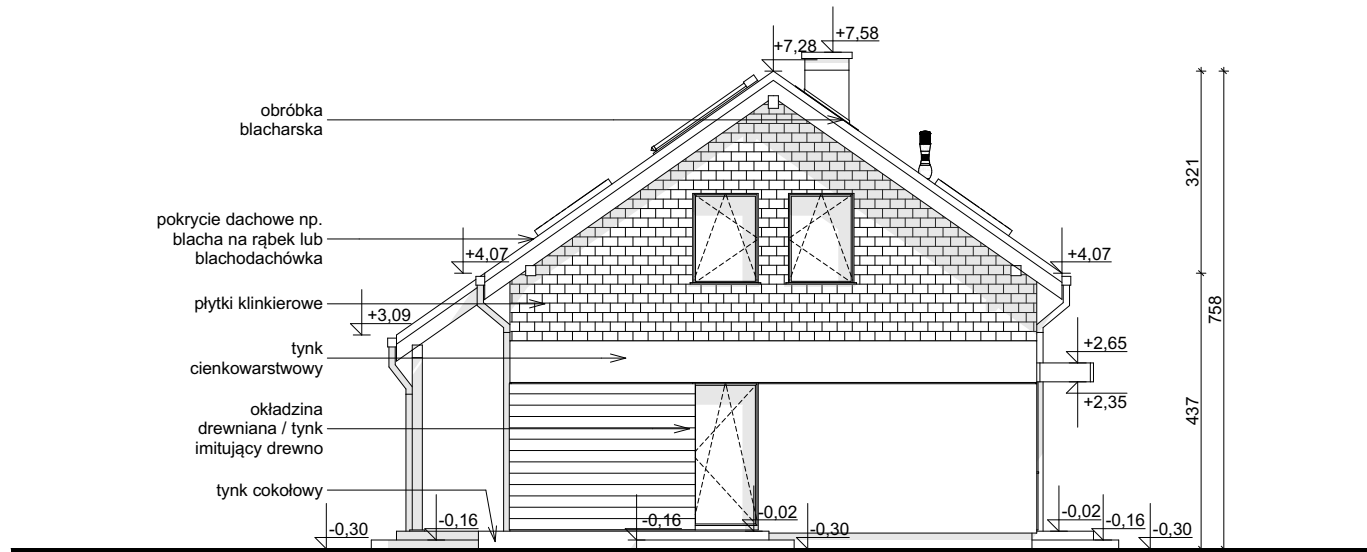 +7,58
+7,28
obróbka
blacharska
321
pokrycie dachowe np.
blacha na rąbek lub
blachodachówka
+4,07
+4,07
płytki klinkierowe
758
+3,09
tynk
cienkowarstwowy
+2,65
+2,35
okładzina
drewniana / tynk
imitujący drewno
437
tynk cokołowy
-0,30
-0,16
-0,16
-0,02
-0,30
-0,02
-0,16
-0,30